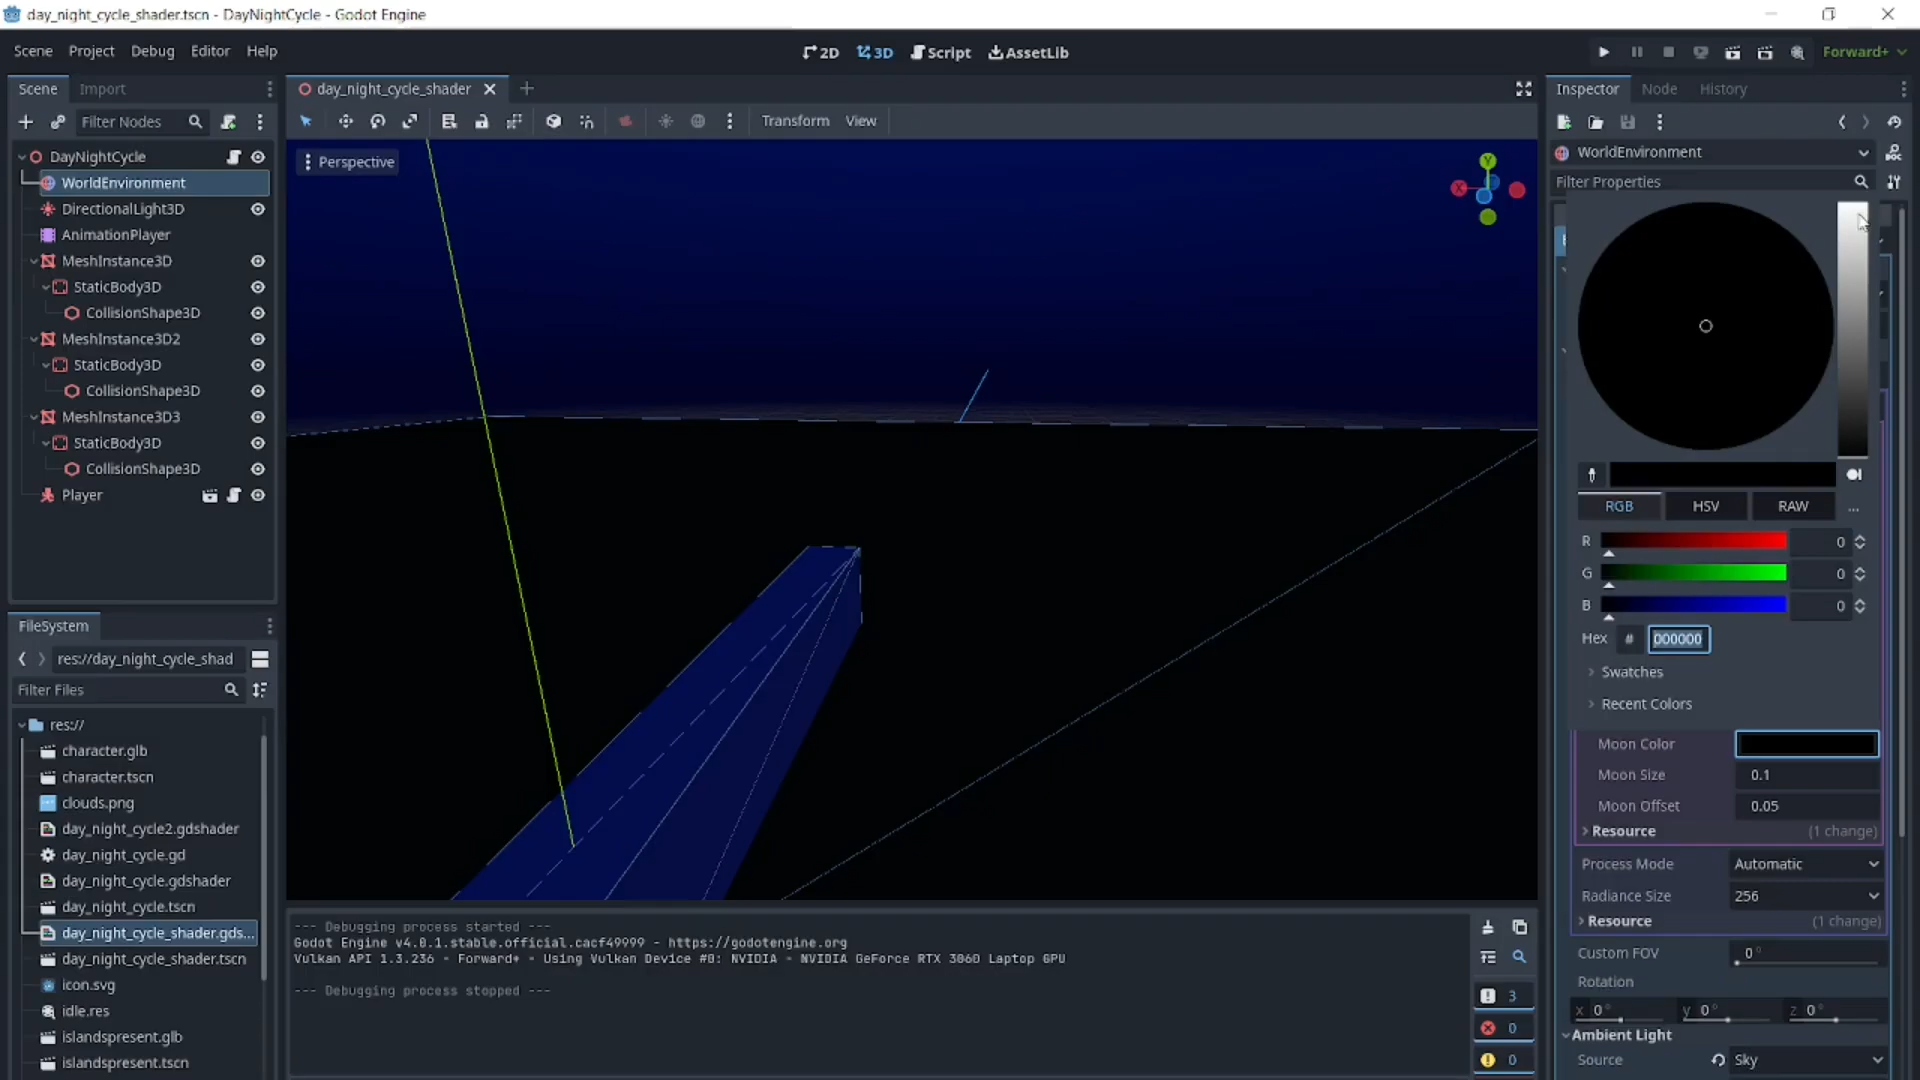 day_night_cycle_shader.tscn - DayNightCycle - Godot Engine
Scene Project Debug Editor Help
2D 3D Script AssetLib
Forward+
Scene Import
day_night_cycle_shader
Inspector Node History
Filter Nodes
Transform View
DayNightCycle
WorldEnvironment
DirectionalLight3D
AnimationPlayer
MeshInstance3D
StaticBody3D
CollisionShape3D
MeshInstance3D2
StaticBody3D
CollisionShape3D
MeshInstance3D3
StaticBody3D
CollisionShape3D
Player
FileSystem
res://day_night_cycle_shad
Filter Files
res://
character.glb
character.tscn
clouds.png
day_night_cycle2.gdshader
day_night_cycle.gd
day_night_cycle.gdshader
day_night_cycle.tscn
day_night_cycle_shader.gds...
day_night_cycle_shader.tscn
icon.svg
idle.res
islandspresent.glb
islandspresent.tscn
Perspective
Y
X
--- Debugging process started ---
Godot Engine v4.0.1.stable.official.cacf49999 - https://godotengine.org
Vulkan API 1.3.236 - Forward+ - Using Vulkan Device #0: NVIDIA - NVIDIA GeForce RTX 3060 Laptop GPU
--- Debugging process stopped ---
3
0
0
WorldEnvironment
Filter Properties
RGB HSV RAW ...
R 0
G 0
B 0
Hex # 000000
Swatches
Recent Colors
Moon Color
Moon Size 0.1
Moon Offset 0.05
Resource (1 change)
Process Mode Automatic
Radiance Size 256
Resource (1 change)
Custom FOV 0°
Rotation
x 0° y 0° z 0°
Ambient Light
Source Sky